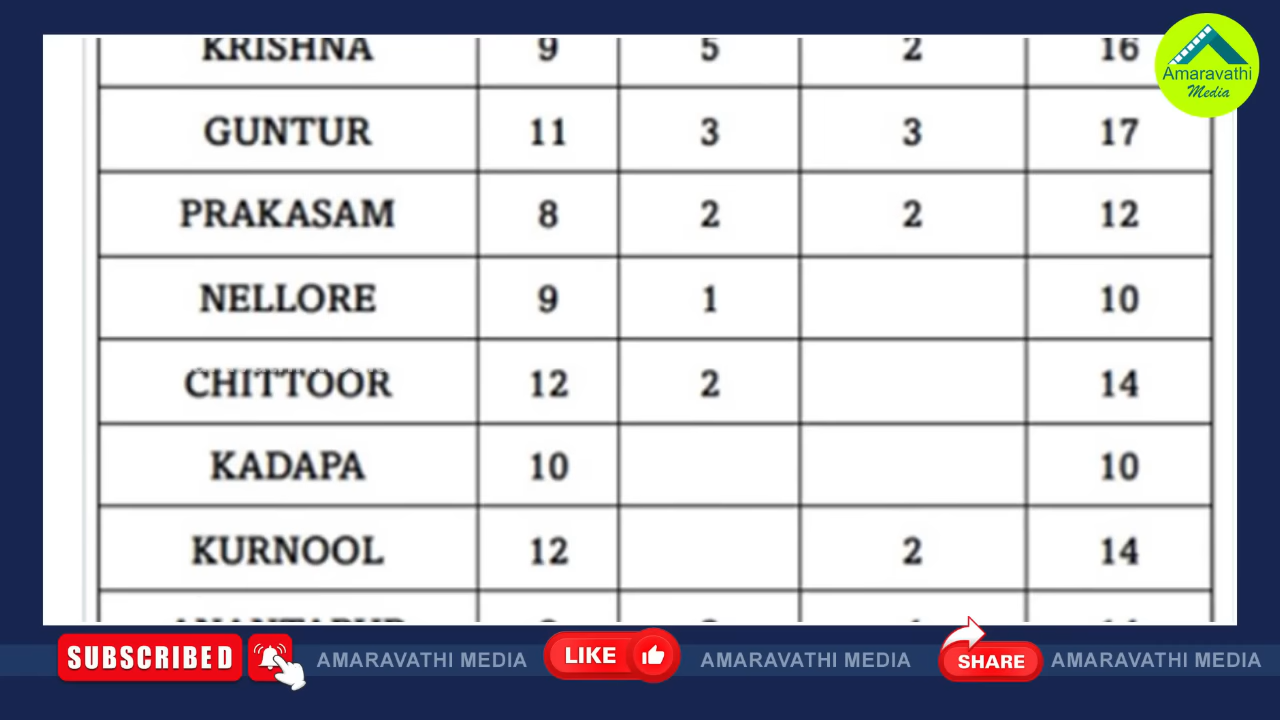 KRISHNA 9 5 2 16
Amaravathi
Media
GUNTUR 11 3 3 17
PRAKASAM 8 2 2 12
NELLORE 9 1 10
CHITTOOR 12 2 14
KADAPA 10 10
KURNOOL 12 2 14
SUBSCRIBED AMARAVATHI MEDIA LIKE AMARAVATHI MEDIA SHARE AMARAVATHI MEDIA